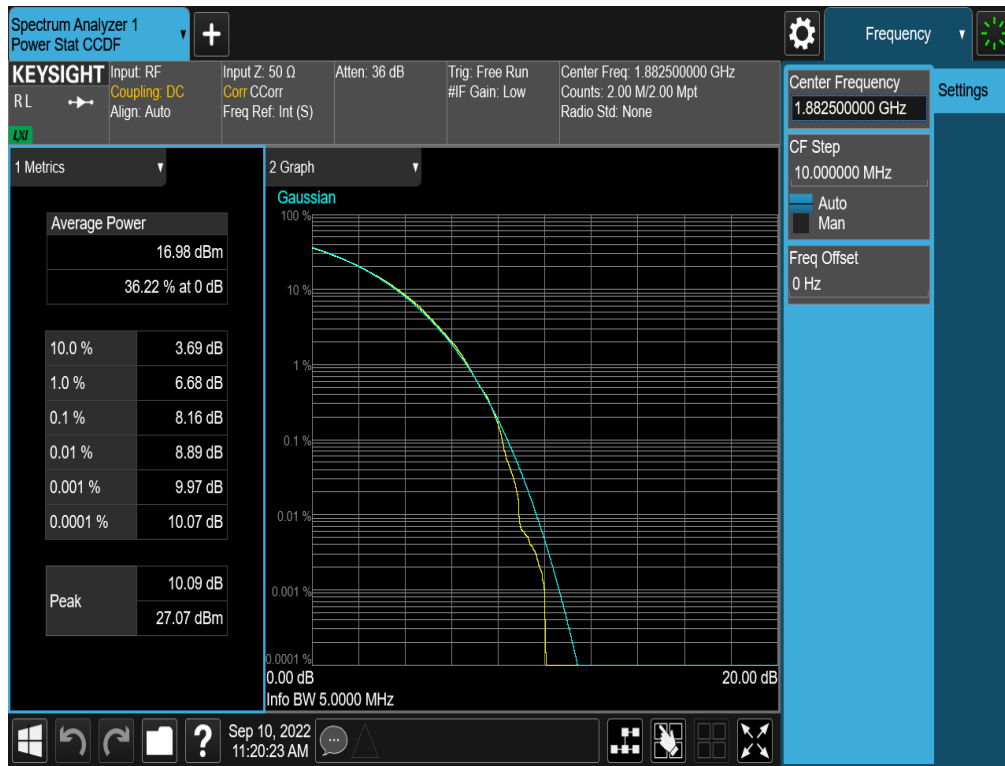 Spectrum Analyzer 1
Power Stat CCDF
+
Frequency
KEYSIGHT
RL
LXI
Input: RF
Coupling: DC
Align: Auto
Input Z: 50 Ω
Corr CCorr
Freq Ref: Int (S)
Atten: 36 dB
Trig: Free Run
#IF Gain: Low
Center Freq: 1.882500000 GHz
Counts: 2.00 M/2.00 Mpt
Radio Std: None
Center Frequency
1.882500000 GHz
Settings
CF Step
10.000000 MHz
Auto
Man
Freq Offset
0 Hz
1 Metrics
Average Power
16.98 dBm
36.22 % at 0 dB
10.0 % 3.69 dB
1.0 % 6.68 dB
0.1 % 8.16 dB
0.01 % 8.89 dB
0.001 % 9.97 dB
0.0001 % 10.07 dB
Peak
10.09 dB
27.07 dBm
2 Graph
Gaussian
100 %
10 %
1 %
0.1 %
0.01 %
0.001 %
0.0001 %
0.00 dB 20.00 dB
Info BW 5.0000 MHz
?
Sep 10, 2022
11:20:23 AM